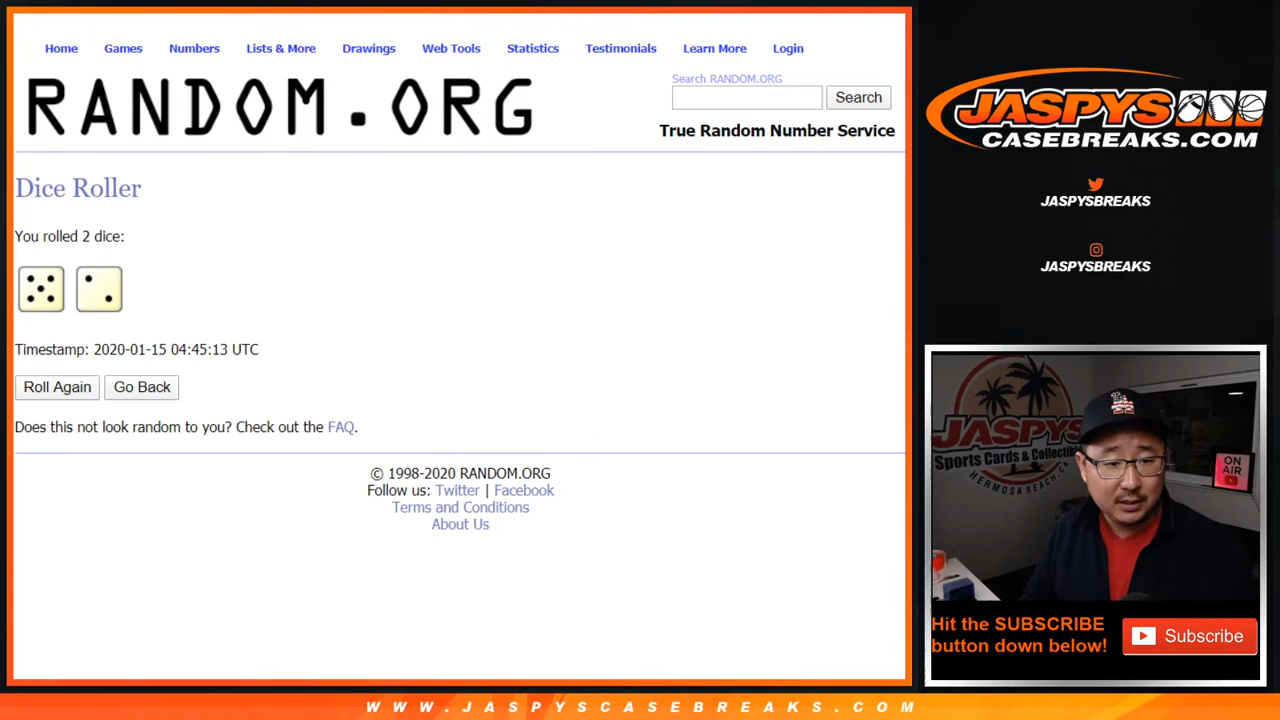 Home Games Numbers Lists & More Drawings Web Tools Statistics Testimonials Learn More Login
RANDOM.ORG
Search RANDOM.ORG
Search
True Random Number Service
Dice Roller
You rolled 2 dice:
Timestamp: 2020-01-15 04:45:13 UTC
Roll Again Go Back
Does this not look random to you? Check out the FAQ.
© 1998-2020 RANDOM.ORG
Follow us: Twitter | Facebook
Terms and Conditions
About Us
JASPYS
CASEBREAKS.COM
JASPYSBREAKS
JASPYSBREAKS
JASPYS
Sports Cards & Collectibl
HERMOSA BEACH, CA
ON
AIR
Hit the SUBSCRIBE
button down below!
Subscribe
WWW.JASPYSCASEBREAKS.COM